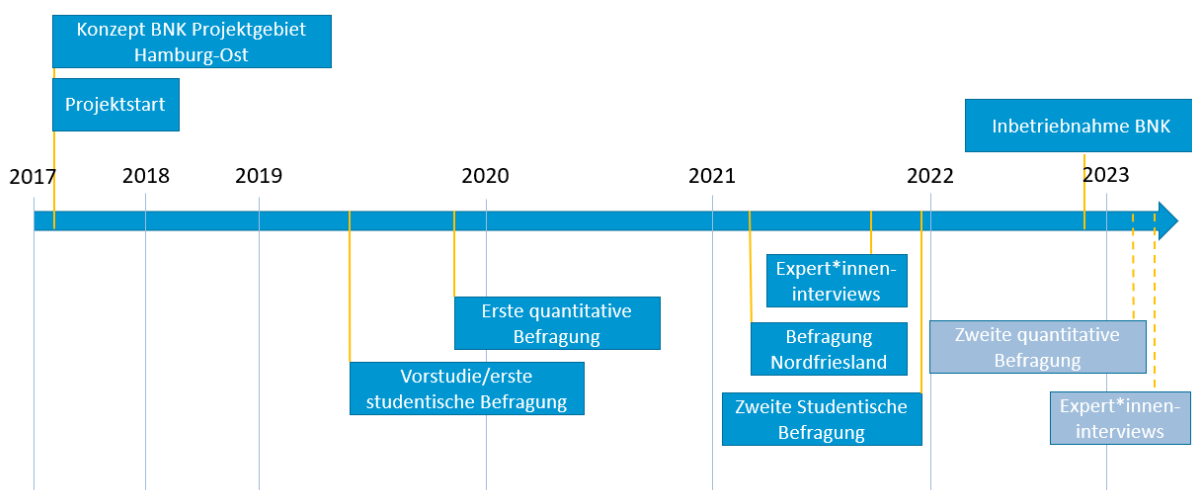 Konzept BNK Projektgebiet
Hamburg-Ost
Projektstart
Inbetriebnahme BNK
2017
2018
2019
2020
2021
2022
2023
Expert*innen-
interviews
Erste quantitative
Befragung
Befragung
Nordfriesland
Zweite quantitative
Befragung
Vorstudie/erste
studentische Befragung
Zweite Studentische
Befragung
Expert*innen-
interviews